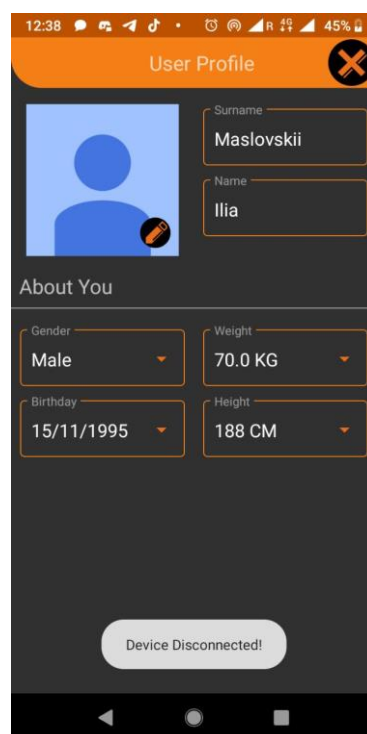 12:38 R 4G 45%
User Profile
Surname
Maslovskii
Name
Ilia
About You
Gender
Male
Weight
70.0 KG
Birthday
15/11/1995
Height
188 CM
Device Disconnected!